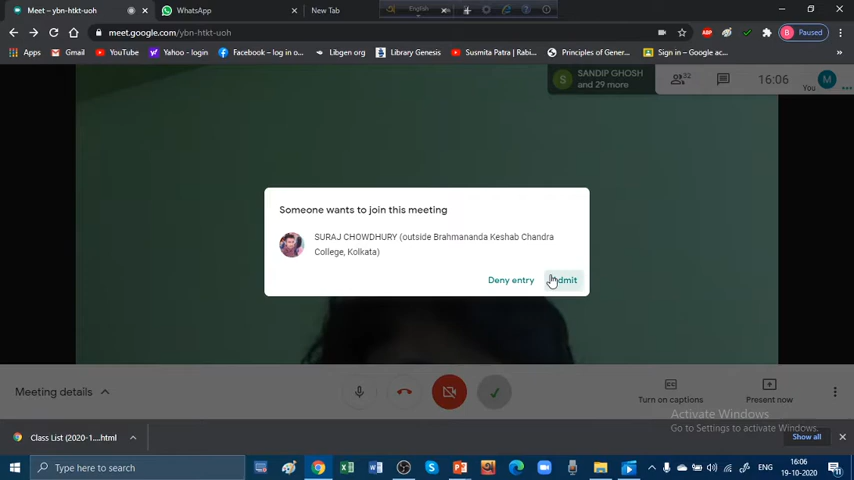 Meet – ybn-htkt-uoh
WhatsApp
New Tab
English
meet.google.com/ybn-htkt-uoh
ABP
B Paused
Apps
Gmail
YouTube
Yahoo - login
Facebook – log in o...
Libgen org
Library Genesis
Susmita Patra | Rabi...
Principles of Gener...
Sign in – Google ac...
S
SANDIP GHOSH
and 29 more
32
16:06
You
M
Someone wants to join this meeting
SURAJ CHOWDHURY (outside Brahmananda Keshab Chandra
College, Kolkata)
Deny entry
Meeting details
Turn on captions
Present now
Activate Windows
Go to Settings to activate Windows.
Class List (2020-1....html
Show all
Type here to search
ENG
16:06
19-10-2020